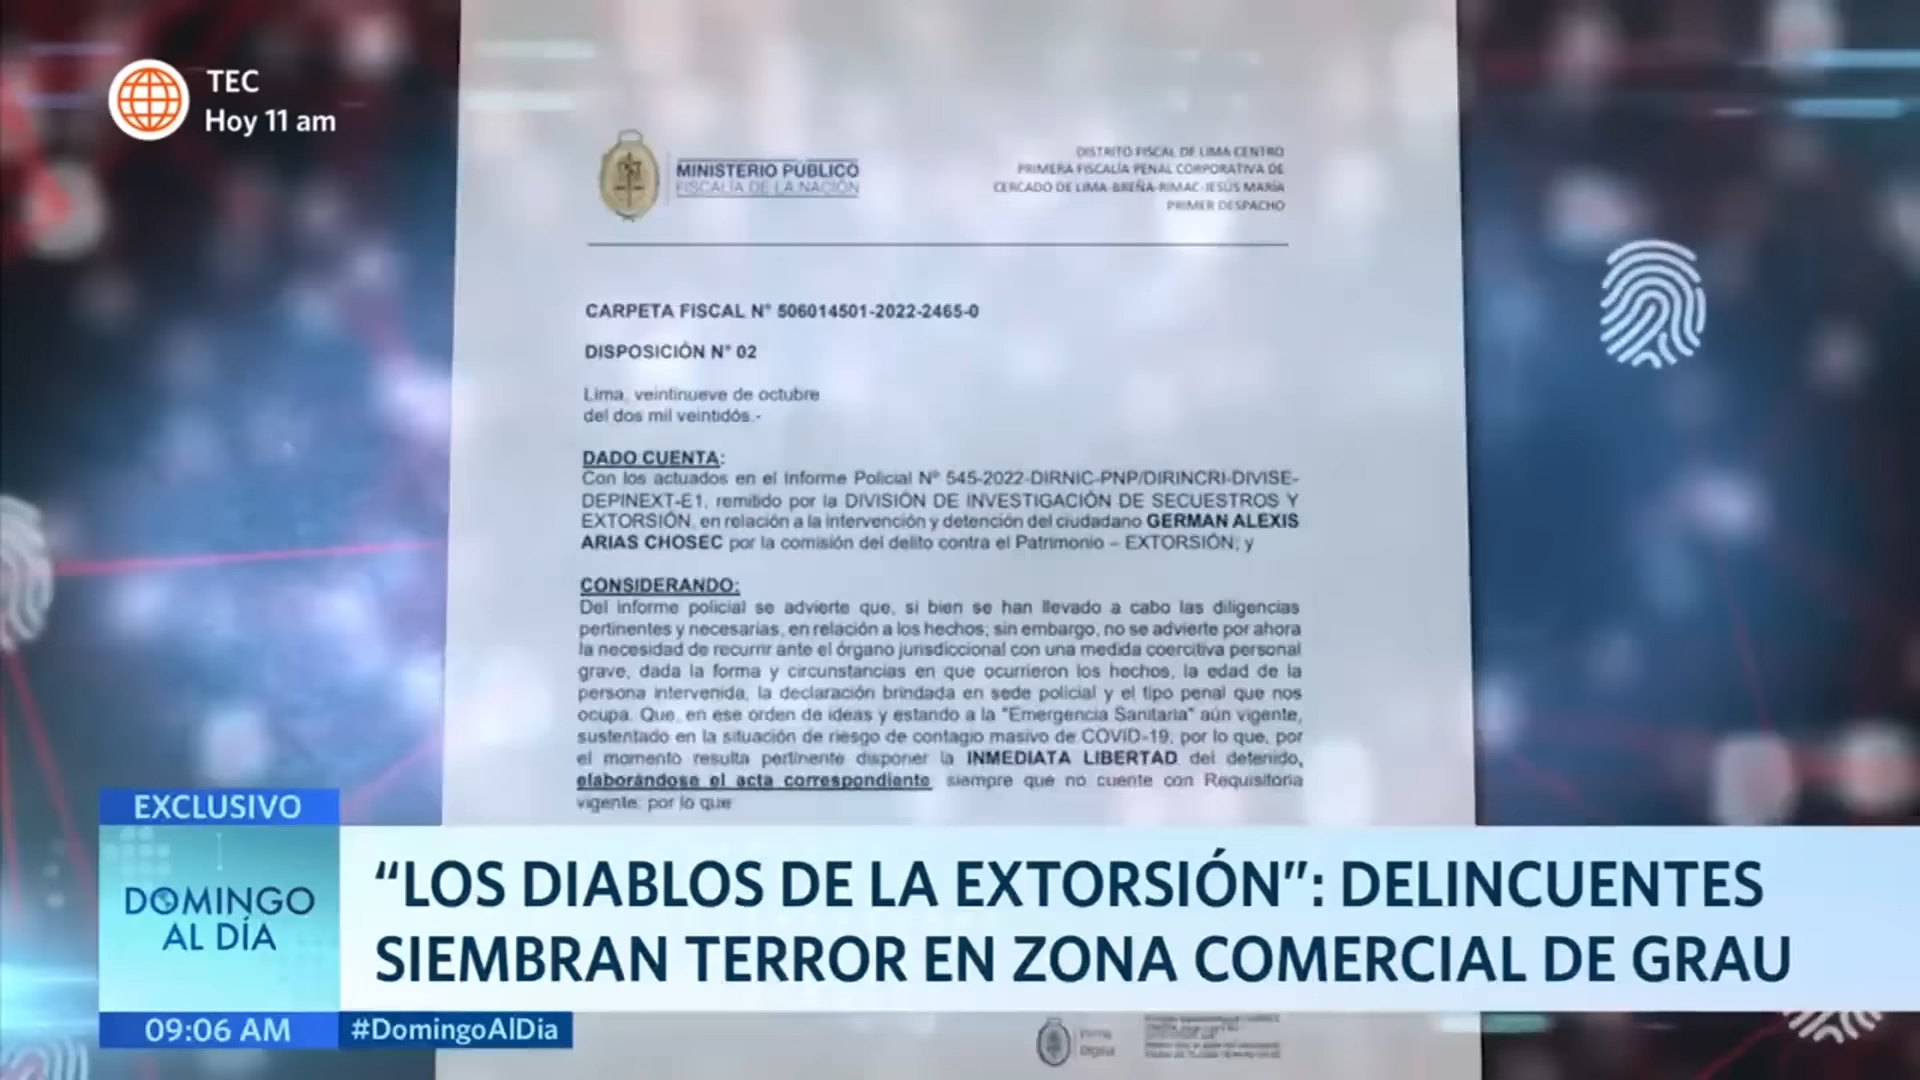 TEC
Hoy 11 am
MINISTERIO PÚBLICO
FISCALÍA DE LA NACIÓN
DISTRITO FISCAL DE LIMA CENTRO
PRIMERA FISCALÍA PENAL CORPORATIVA DE
CERCADO DE LIMA-BREÑA-RIMAC-JESÚS MARÍA
PRIMER DESPACHO
CARPETA FISCAL N° 506014501-2022-2465-0
DISPOSICIÓN N° 02
Lima, veintinueve de octubre
del dos mil veintidós.-
DADO CUENTA:
Con los actuados en el Informe Policial N° 545-2022-DIRNIC-PNP/DIRINCRI-DIVISE-
DEPINEXT-E1, remitido por la DIVISIÓN DE INVESTIGACIÓN DE SECUESTROS Y
EXTORSIÓN, en relación a la intervención y detención del ciudadano GERMAN ALEXIS
ARIAS CHOSEC por la comisión del delito contra el Patrimonio – EXTORSIÓN; y
CONSIDERANDO:
Del informe policial se advierte que, si bien se han llevado a cabo las diligencias
pertinentes y necesarias, en relación a los hechos; sin embargo, no se advierte por ahora
la necesidad de recurrir ante el órgano jurisdiccional con una medida coercitiva personal
grave, dada la forma y circunstancias en que ocurrieron los hechos, la edad de la
persona intervenida, la declaración brindada en sede policial y el tipo penal que nos
ocupa. Que, en ese orden de ideas y estando a la "Emergencia Sanitaria" aún vigente,
sustentado en la situación de riesgo de contagio masivo de COVID-19, por lo que, por
el momento resulta pertinente disponer la INMEDIATA LIBERTAD del detenido,
elaborándose el acta correspondiente siempre que no cuente con Requisitoria
vigente; por lo que
EXCLUSIVO
DOMINGO
AL DÍA
“LOS DIABLOS DE LA EXTORSIÓN”: DELINCUENTES
SIEMBRAN TERROR EN ZONA COMERCIAL DE GRAU
09:06 AM
#DomingoAlDia